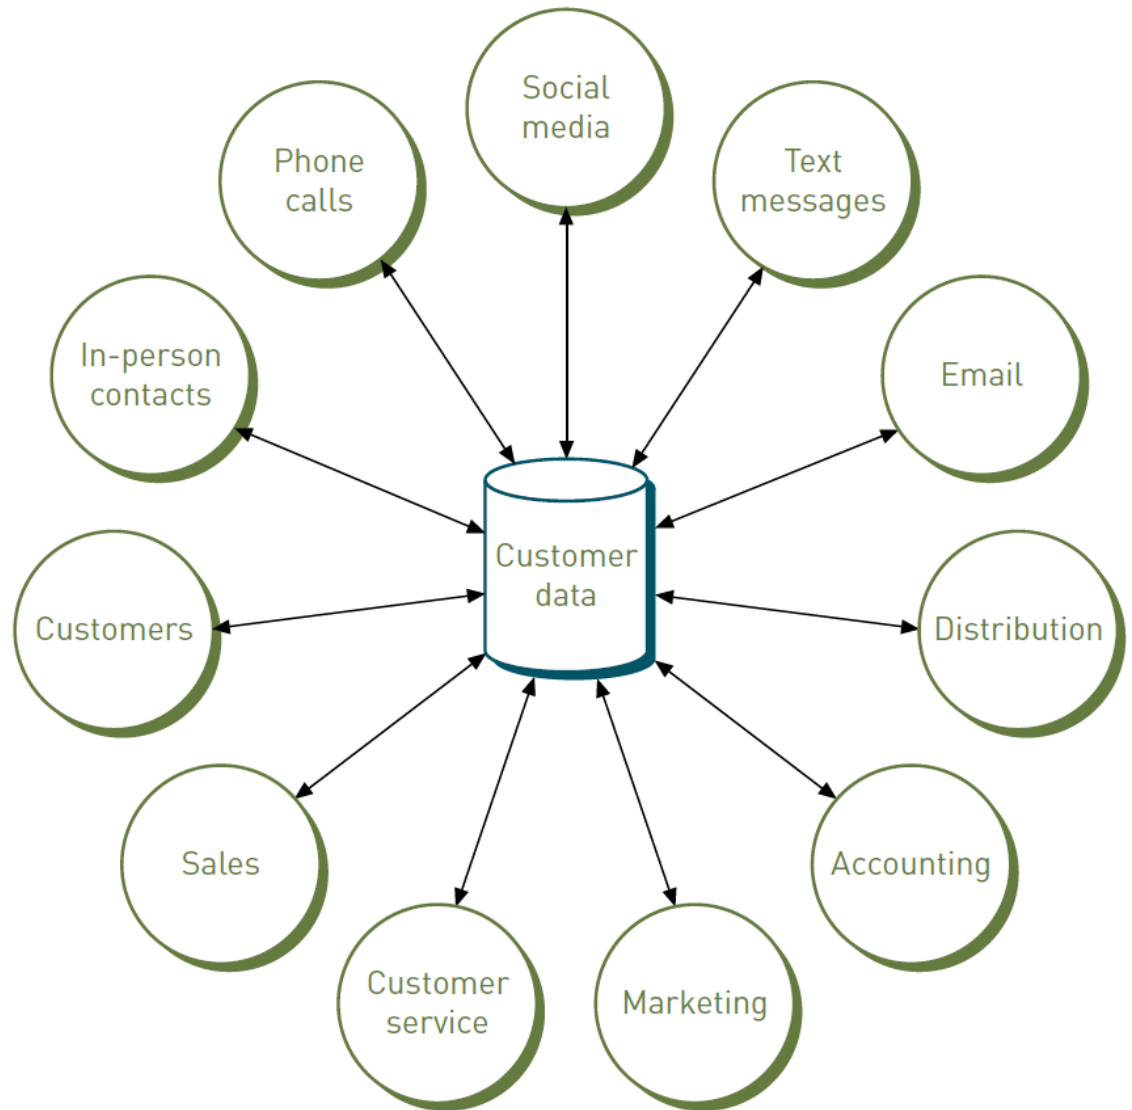 Social
media
Phone
calls
Text
messages
In-person
contacts
Email
Customer
data
Customers
Distribution
Sales
Accounting
Customer
service
Marketing